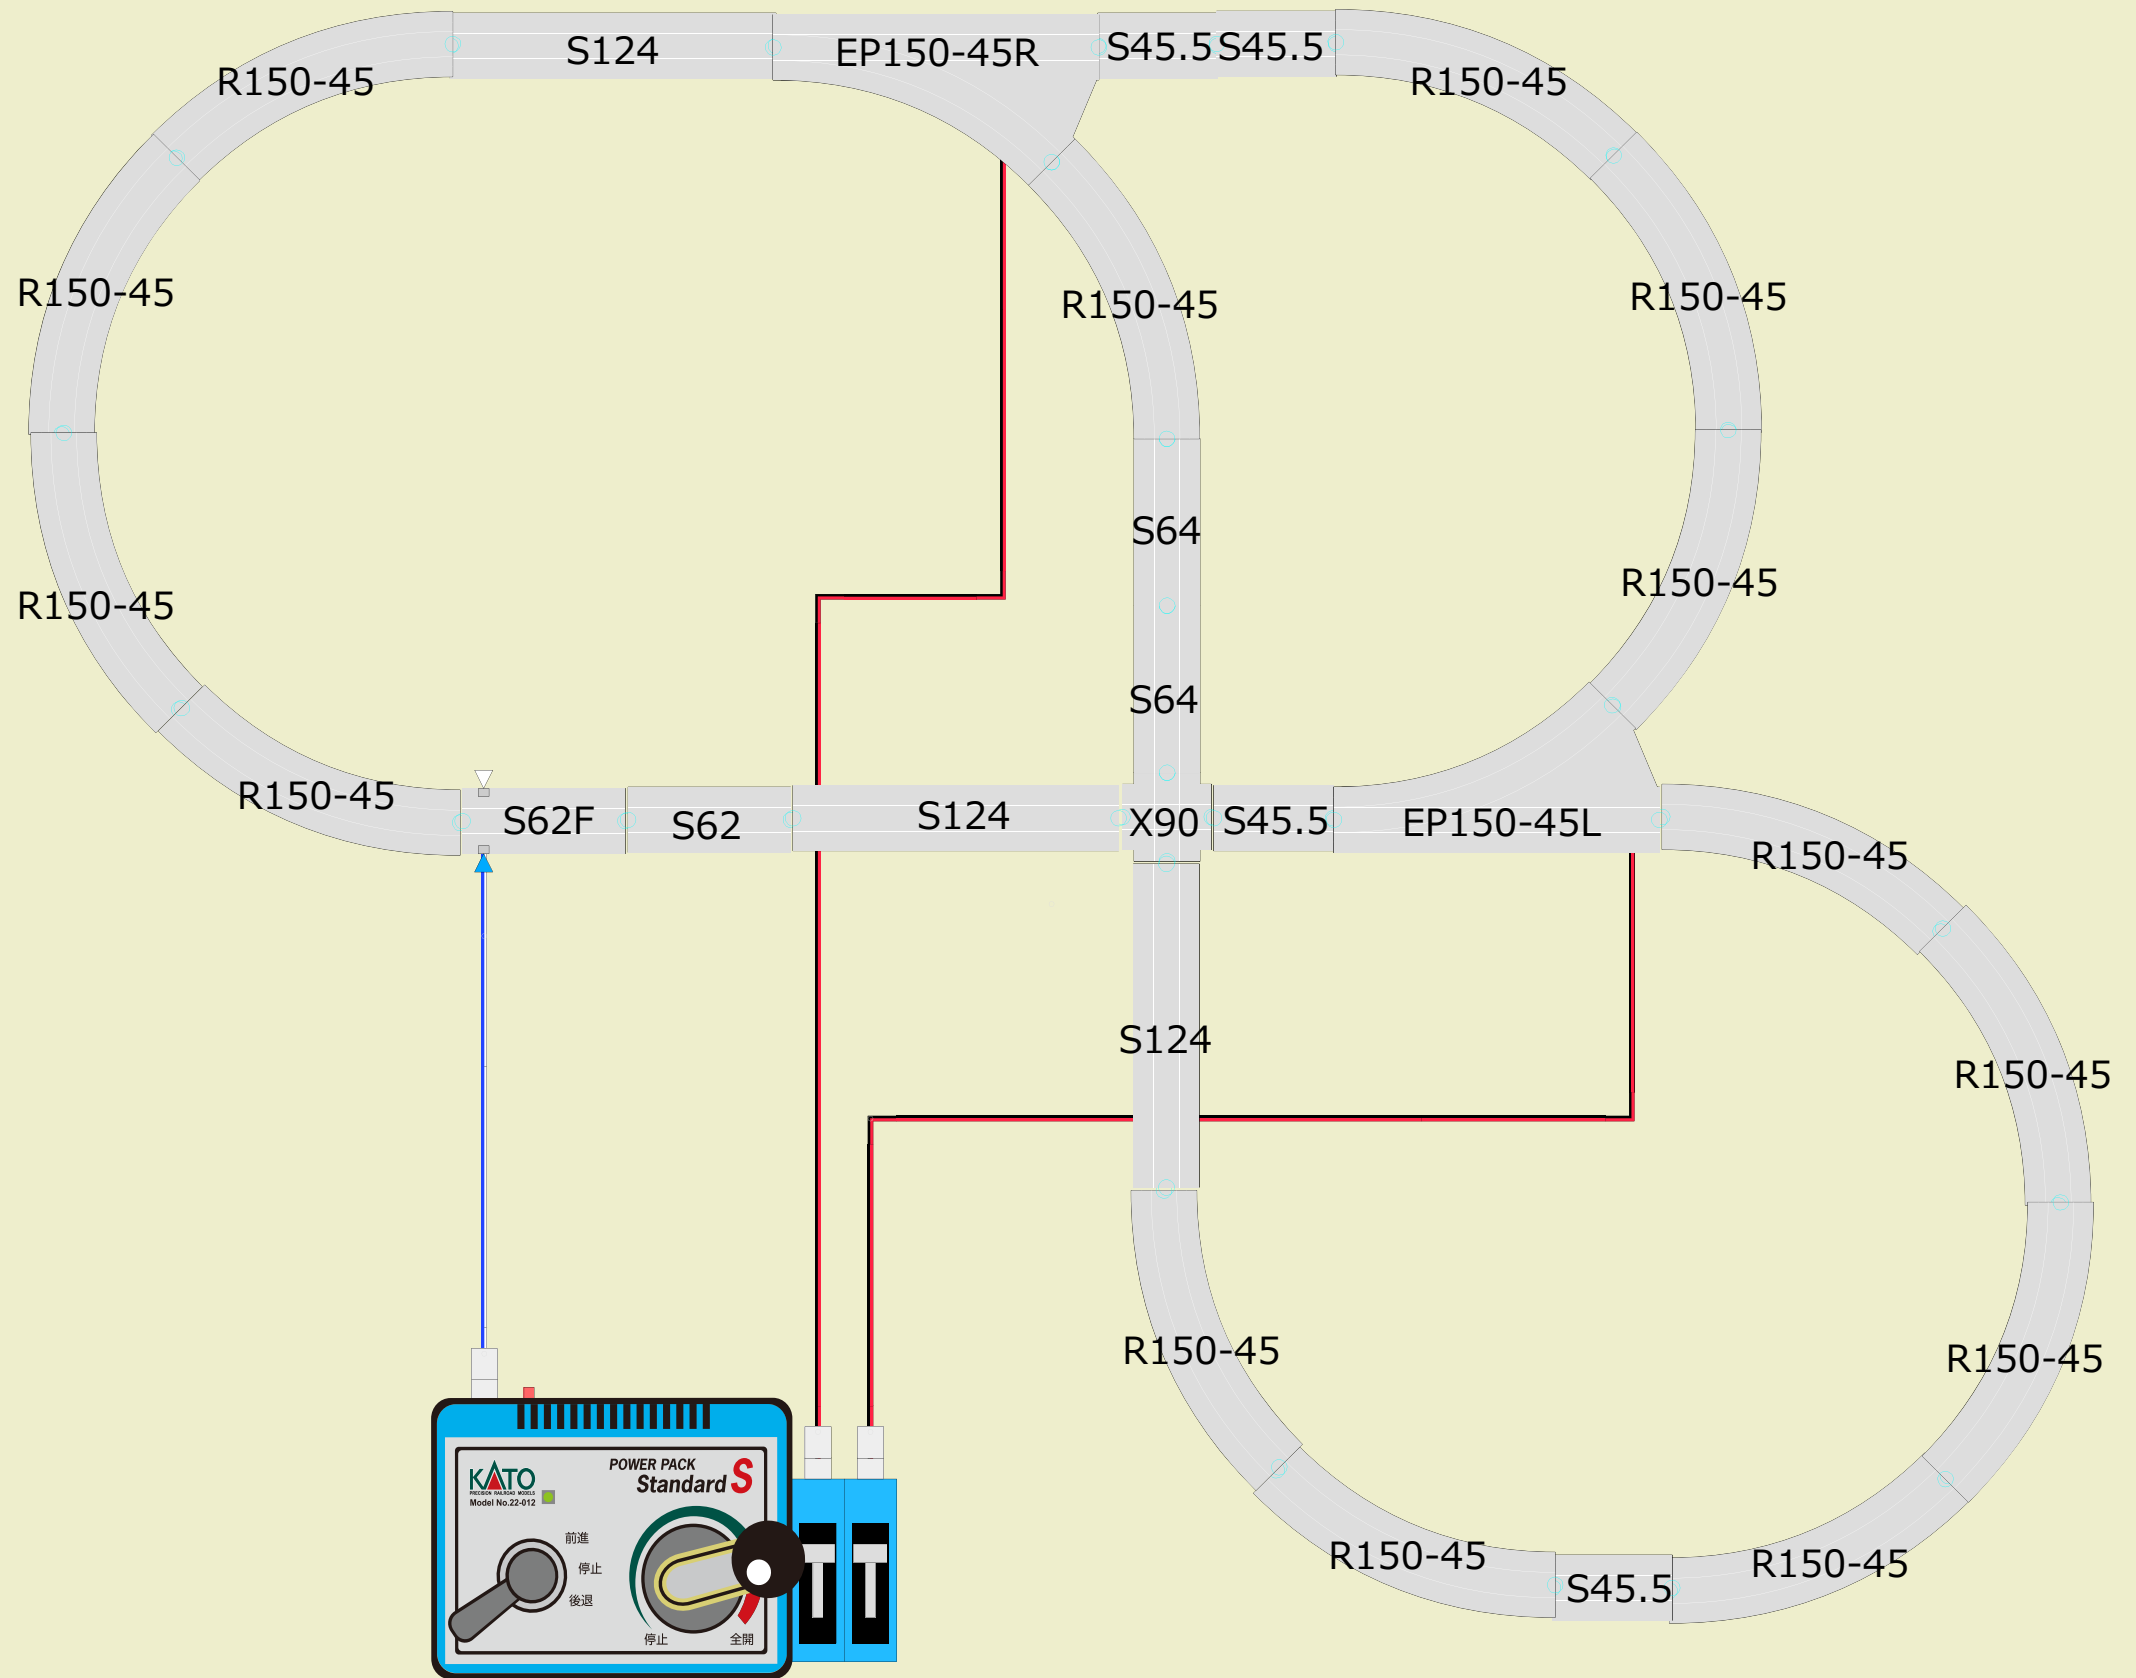 S124
EP150-45R
S45.5
S45.5
R150-45
R150-45
R150-45
R150-45
R150-45
S64
R150-45
R150-45
S64
R150-45
S62F
S62
S124
X90
S45.5
EP150-45L
R150-45
S124
R150-45
R150-45
R150-45
R150-45
S45.5
R150-45
KATO
PRECISION RAILROAD MODELS
Model No.22-012
POWER PACK
Standard S
前進
停止
後退
停止
全開